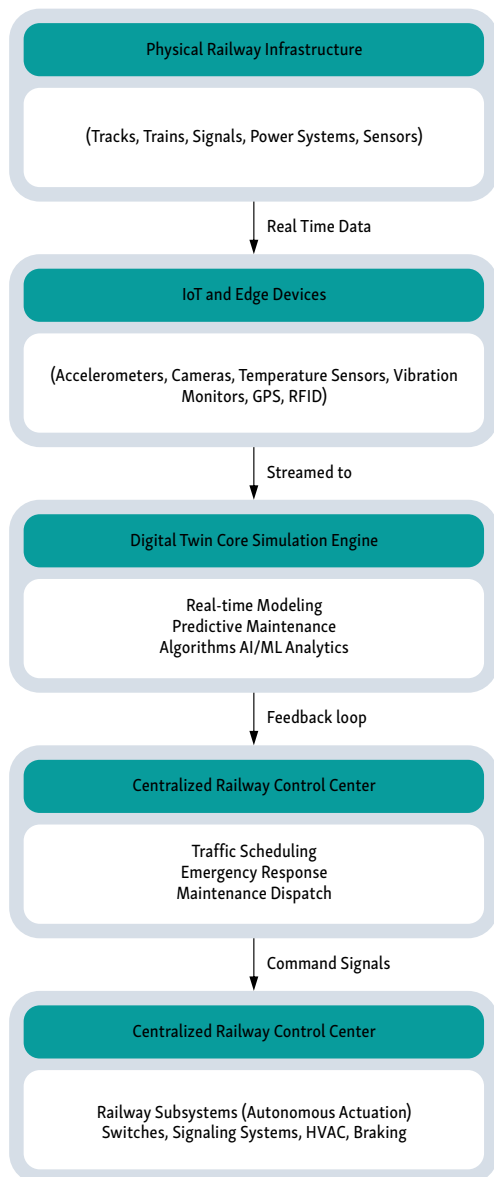 Physical Railway Infrastructure
(Tracks, Trains, Signals, Power Systems, Sensors)
Real Time Data
IoT and Edge Devices
(Accelerometers, Cameras, Temperature Sensors, Vibration
Monitors, GPS, RFID)
Streamed to
Digital Twin Core Simulation Engine
Real-time Modeling
Predictive Maintenance
Algorithms AI/ML Analytics
Feedback loop
Centralized Railway Control Center
Traffic Scheduling
Emergency Response
Maintenance Dispatch
Command Signals
Centralized Railway Control Center
Railway Subsystems (Autonomous Actuation)
Switches, Signaling Systems, HVAC, Braking